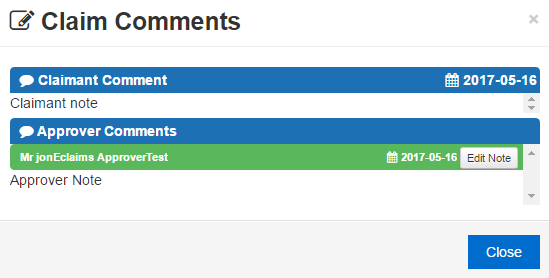 Claim Comments
×
Claimant Comment 2017-05-16
Claimant note
Approver Comments
Mr jonEclaims ApproverTest 2017-05-16 Edit Note
Approver Note
Close